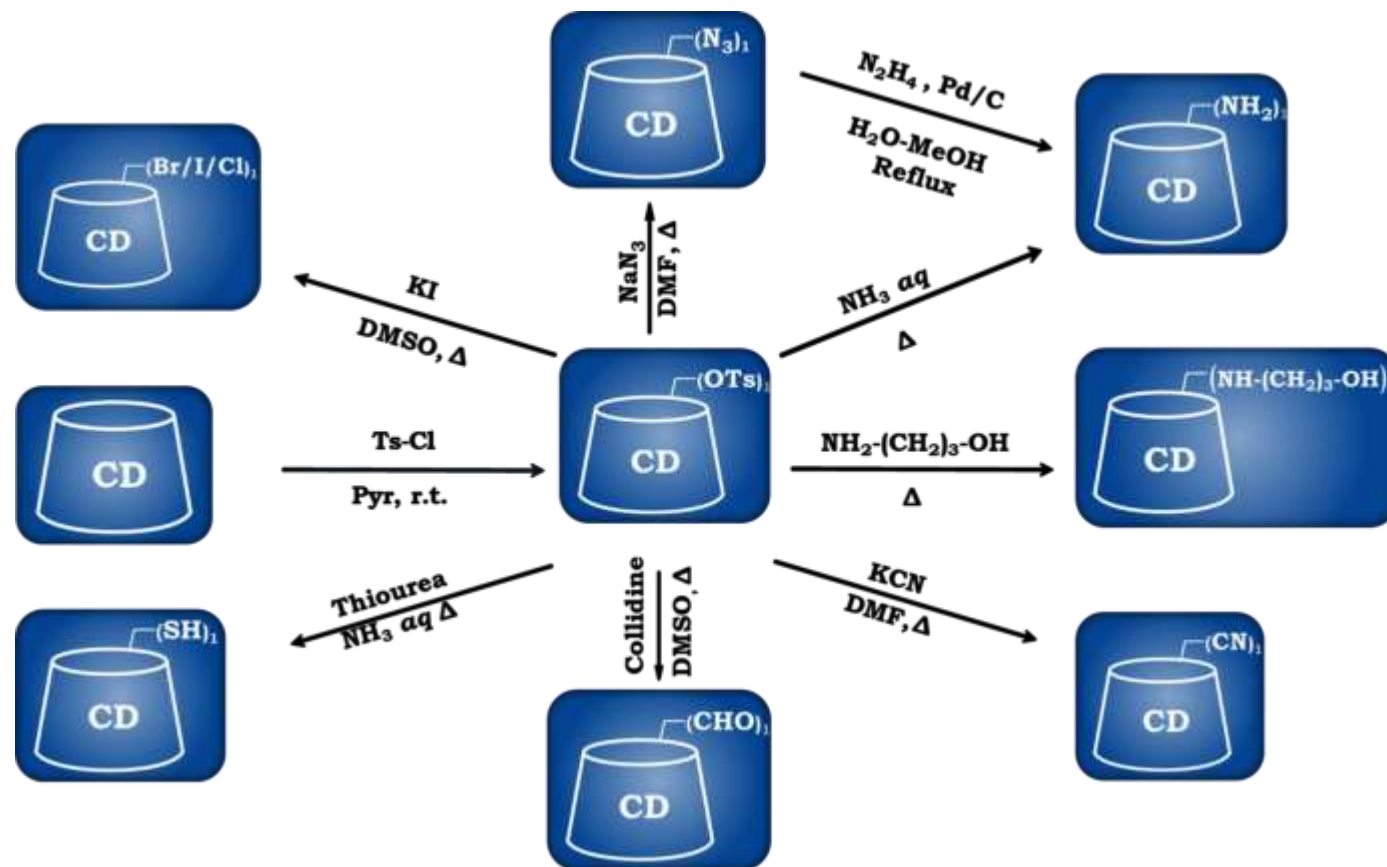 (N₃)₁
CD
N₂H₄ , Pd/C
H₂O-MeOH
Reflux
(NH₂)₁
CD
(Br/I/Cl)₁
CD
KI
DMSO, Δ
NaN₃
DMF, Δ
NH₃ aq
Δ
CD
Ts-Cl
Pyr, r.t.
(OTs)₁
CD
NH₂-(CH₂)₃-OH
Δ
(NH-(CH₂)₃-OH)
CD
Thiourea
NH₃ aq Δ
(SH)₁
CD
Collidine
DMSO, Δ
(CHO)₁
CD
KCN
DMF, Δ
(CN)₁
CD